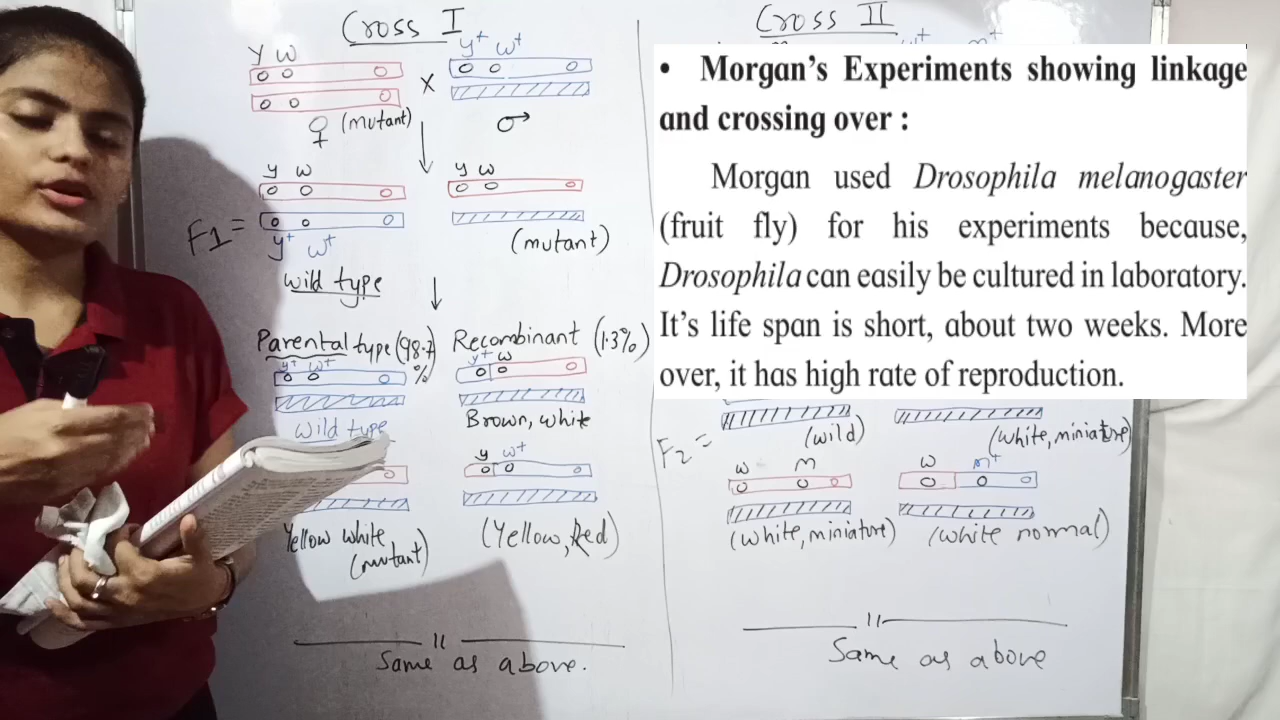 Cross I
y w
y⁺ w⁺
X
♀ (mutant)
♂
y w
y w
F1 =
y⁺ w⁺
(mutant)
wild type
Parental type (98.7
%
Recombinant (1.3%)
y⁺ w⁺
y⁺ w
Wild type
Brown, white
y w⁺
Yellow white
(mutant)
(Yellow, Red)
〃
Same as above.
Cross II
w⁺ m⁺
• Morgan's Experiments showing linkage
and crossing over :
Morgan used Drosophila melanogaster
(fruit fly) for his experiments because,
Drosophila can easily be cultured in laboratory.
It's life span is short, about two weeks. More
over, it has high rate of reproduction.
F2 =
(wild)
(white, miniature)
w m
w m⁺
(white, miniature)
(white normal)
〃
Same as above